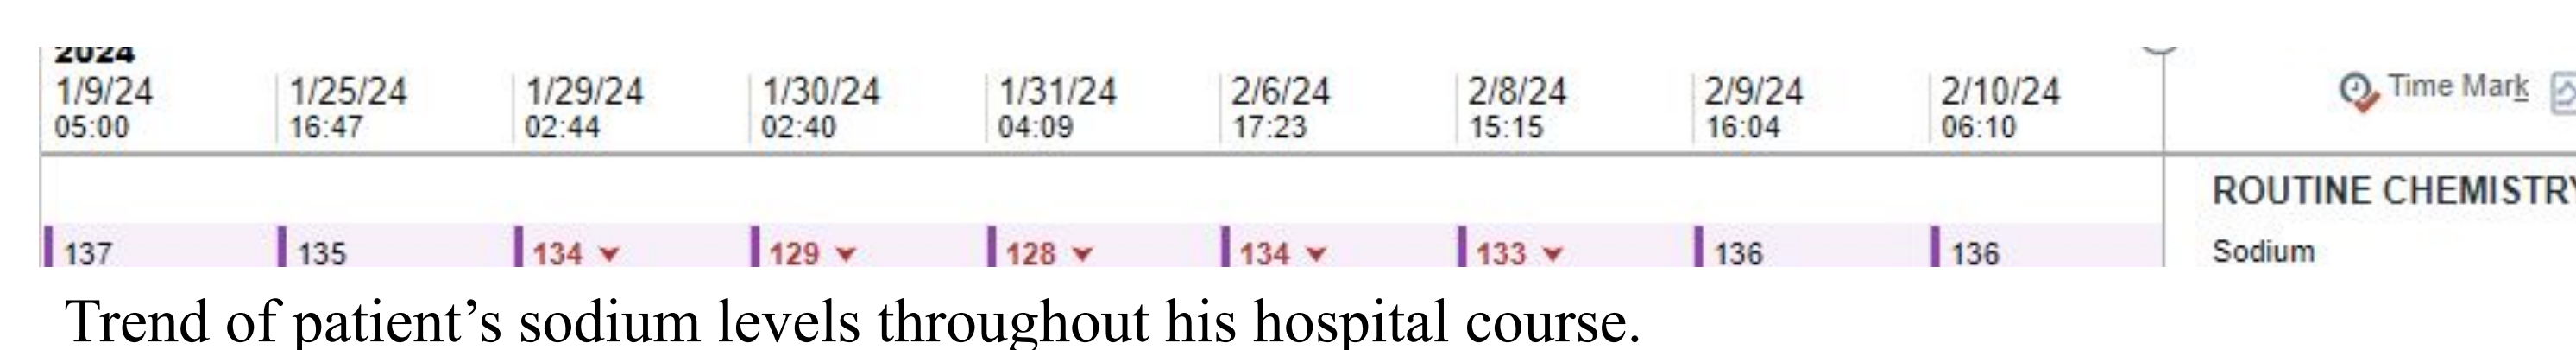 2024
1/9/24 1/25/24 1/29/24 1/30/24 1/31/24 2/6/24 2/8/24 2/9/24 2/10/24 Time Mark
05:00 16:47 02:44 02:40 04:09 17:23 15:15 16:04 06:10
ROUTINE CHEMISTRY
137 135 134 129 128 134 133 136 136 Sodium
Trend of patient’s sodium levels throughout his hospital course.